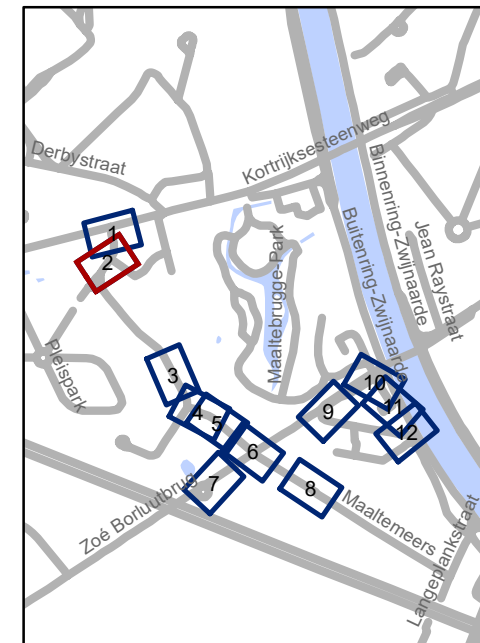 Derbystraat
Kortrijksesteenweg
Binnenring-Zwijnaarde
Jean Raystraat
Buitenring-Zwijnaarde
Maaltebrugge-Park
1
2
Pleispark
3
4
5
6
7
8
9
10
11
12
Zoé Borluutbrug
Maaltemeers
Langeplankstraat